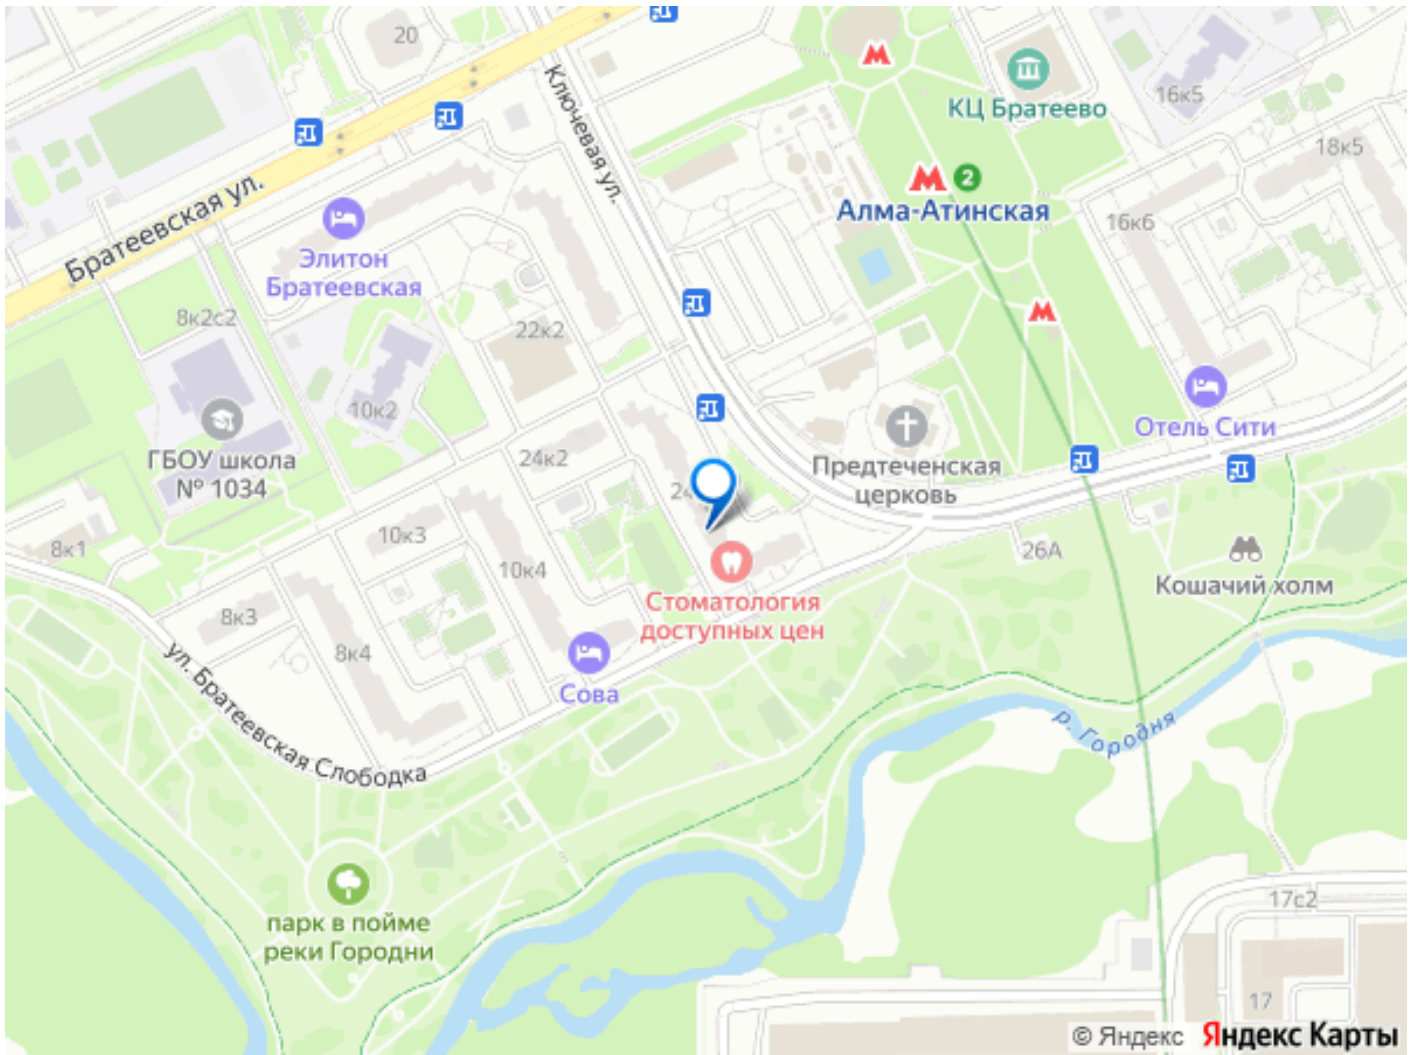 20
Ключевая ул.
КЦ Братеево
16к5
18к5
2
Алма-Атинская
16к6
Братеевская ул.
Элитон
Братеевская
8к2с2
22к2
10к2
Отель Сити
ГБОУ школа
№ 1034
24к2
Предтеченская
церковь
24
8к1
10к3
10к4
26А
Кошачий холм
Стоматология
доступных цен
8к3
8к4
Сова
ул. Братеевская Слободка
р. Городня
парк в пойме
реки Городни
17с2
17
© Яндекс Яндекс Карты